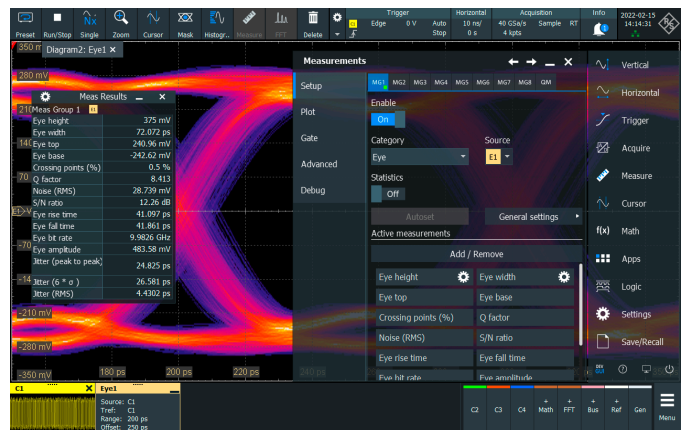 Trigger
Horizontal
Acquisition
Info
2022-02-15
14:14:31
Nx
Edge
0 V
Auto
Stop
10 ns/
0 s
40 GSa/s
Sample
RT
4 kpts
Preset
Run/Stop
Single
Zoom
Cursor
Mask
Histogr..
Measure
FFT
Delete
350 m
Diagram2: Eye1 ×
280 mV
210
140
70
E1
-70
-14
-210 mV
-280 mV
-350 mV
180 ps
200 ps
220 ps
240 ps
Meas Results
Meas Group 1 E1
Eye height 375 mV
Eye width 72.072 ps
Eye top 240.96 mV
Eye base -242.62 mV
Crossing points (%) 0.5 %
Q factor 8.413
Noise (RMS) 28.739 mV
S/N ratio 12.26 dB
Eye rise time 41.097 ps
Eye fall time 41.861 ps
Eye bit rate 9.9826 GHz
Eye amplitude 483.58 mV
Jitter (peak to peak) 24.825 ps
Jitter (6 * σ ) 26.581 ps
Jitter (RMS) 4.4302 ps
Measurements
Setup
Plot
Gate
Advanced
Debug
MG1 MG2 MG3 MG4 MG5 MG6 MG7 MG8 QM
Enable
On
Category
Source
Eye
E1
Statistics
Off
Autoset
General settings
Active measurements
Add / Remove
Eye height
Eye width
Eye top
Eye base
Crossing points (%)
Q factor
Noise (RMS)
S/N ratio
Eye rise time
Eye fall time
Eye bit rate
Eye amplitude
Vertical
Horizontal
Trigger
Acquire
Measure
Cursor
f(x) Math
Apps
Logic
Settings
Save/Recall
C1 X
Eye1
Source: C1
Tref: C1
Range: 200 ps
Offset: 250 ps
C2
C3
C4
+ Math
+ FFT
+ Bus
+ Ref
Gen
Menu